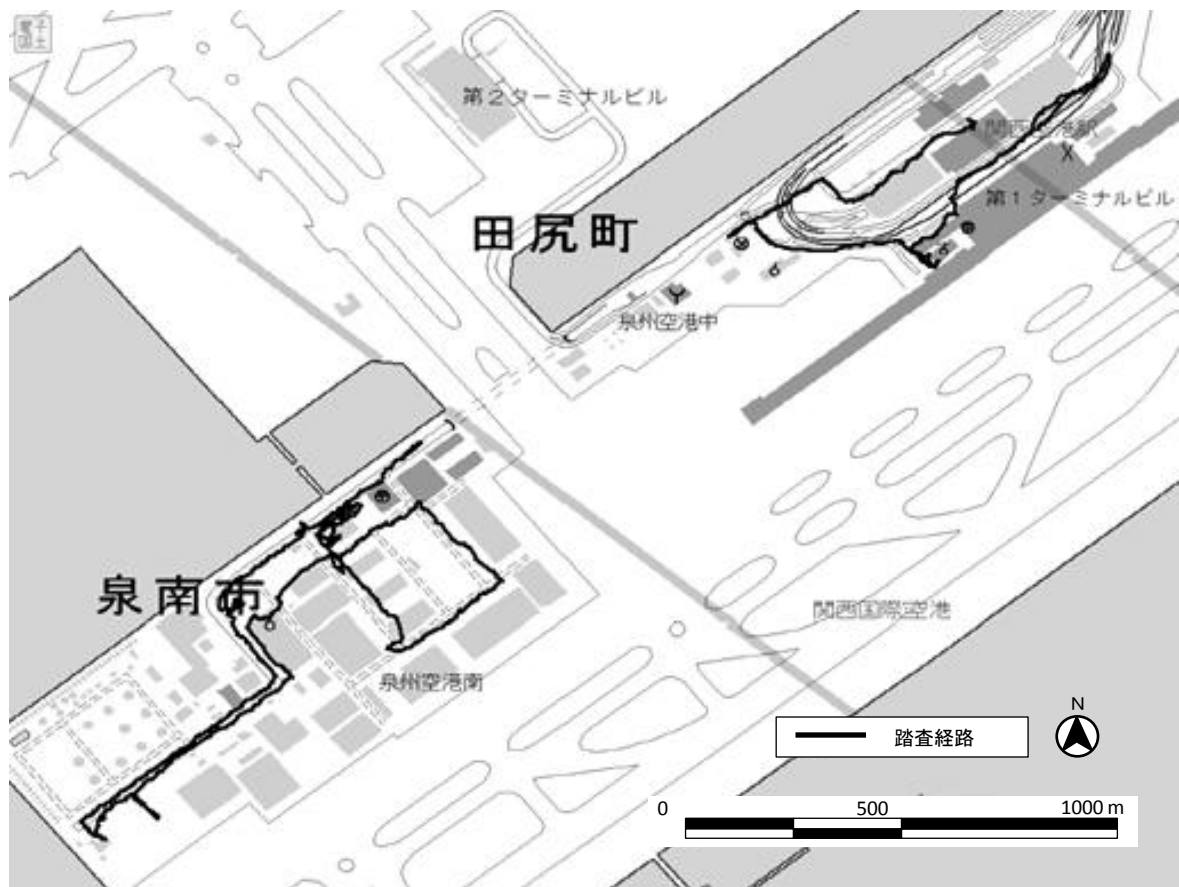 第2ターミナルビル
関西空港駅
第1ターミナルビル
田尻町
泉州空港中
泉南市
関西国際空港
泉州空港南
踏査経路
N
0 500 1000 m